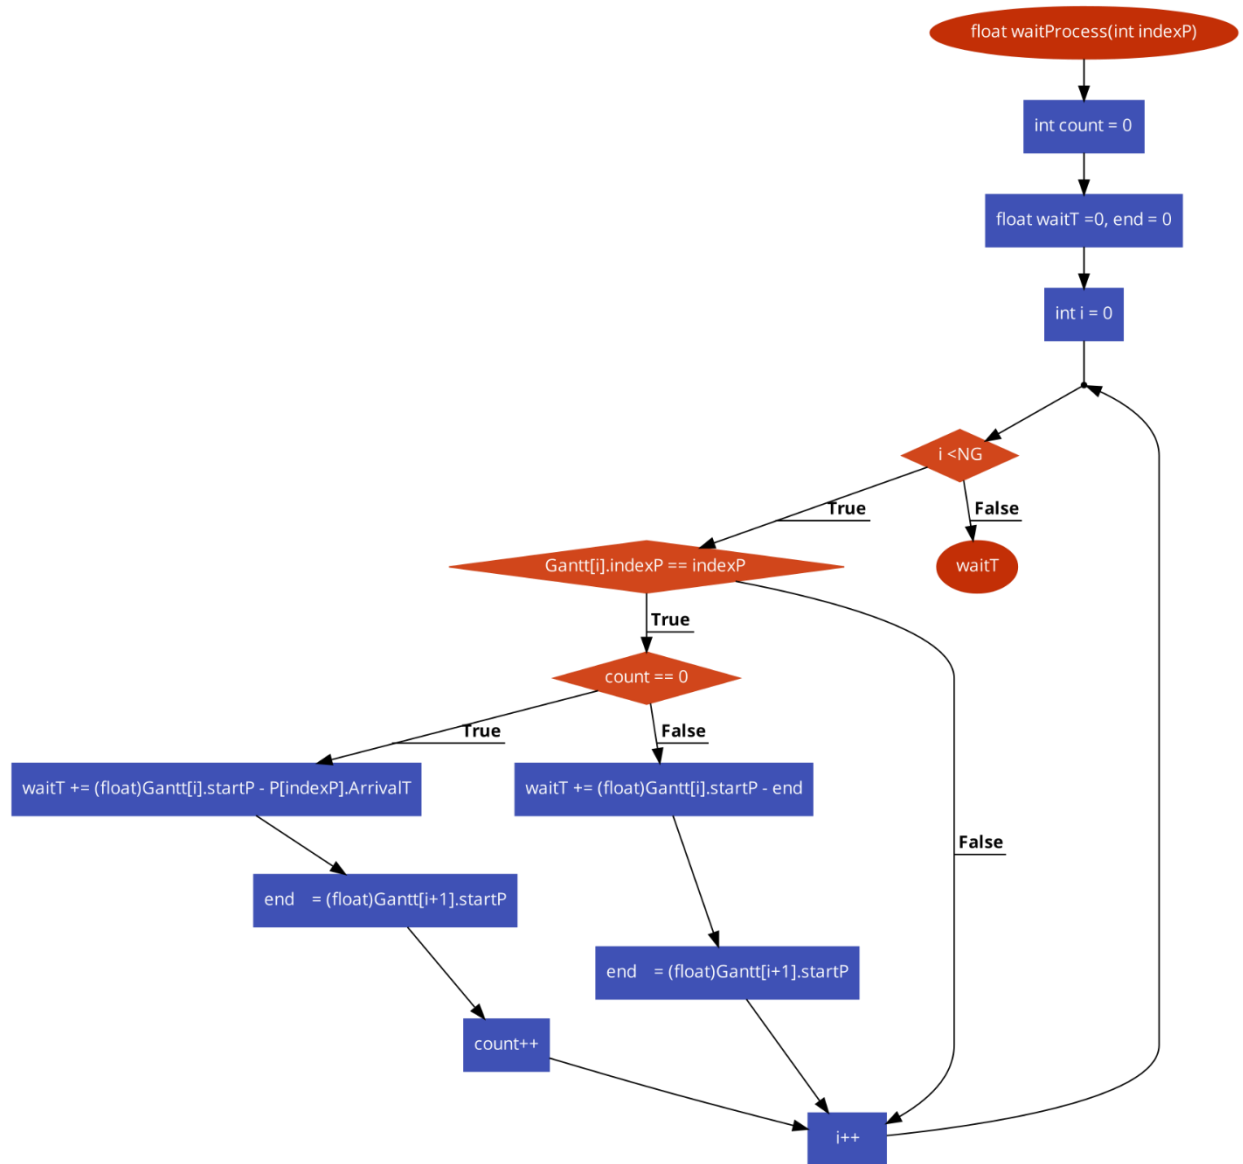 float waitProcess(int indexP)
int count = 0
float waitT =0, end = 0
int i = 0
i <NG
True
False
Gantt[i].indexP == indexP
waitT
True
count == 0
True
False
waitT += (float)Gantt[i].startP - P[indexP].ArrivalT
waitT += (float)Gantt[i].startP - end
False
end    = (float)Gantt[i+1].startP
end    = (float)Gantt[i+1].startP
count++
i++